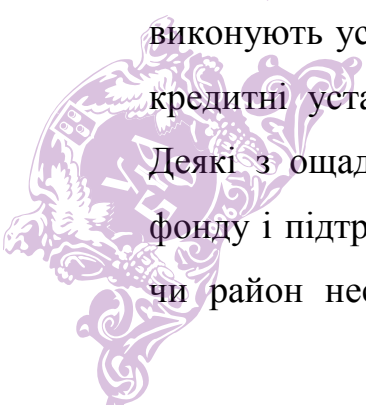 виконують ус
кредитні уста
Деякі з ощад
фонду і підтр
чи район нео